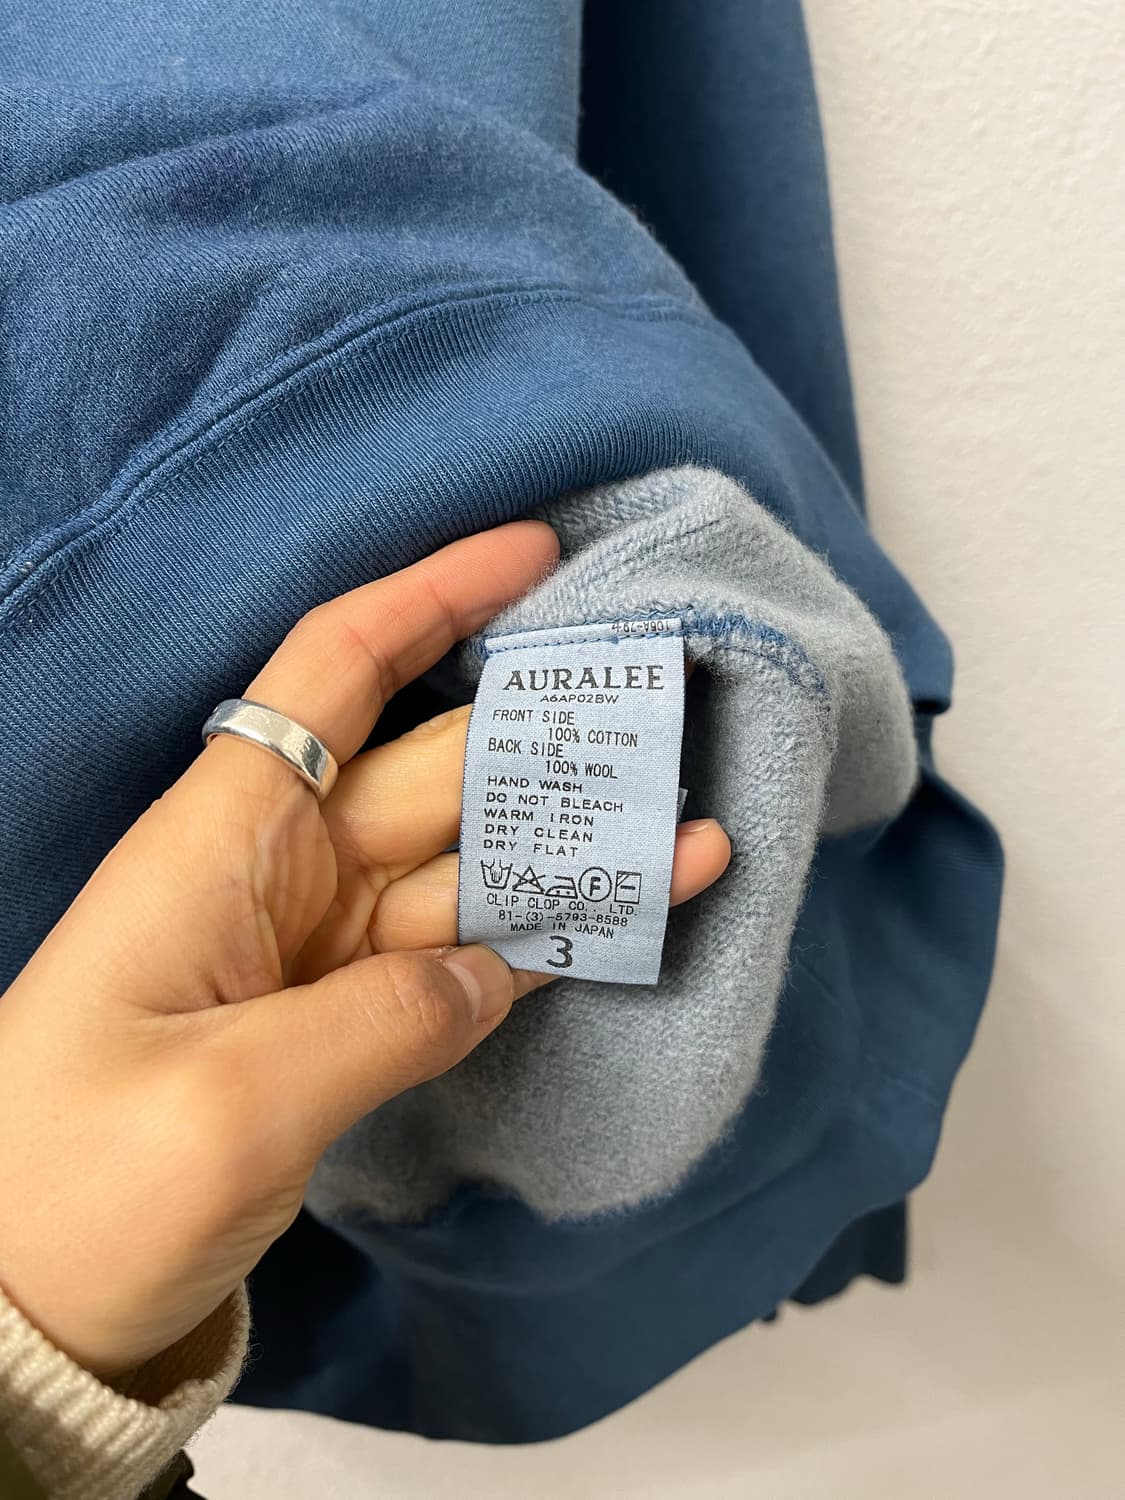 AURALEE
A6AP02BW
FRONT SIDE
100% COTTON
BACK SIDE
100% WOOL
HAND WASH
DO NOT BLEACH
WARM IRON
DRY CLEAN
DRY FLAT
F
CLIP CLOP CO., LTD.
81-(3)-5793-8588
MADE IN JAPAN
3